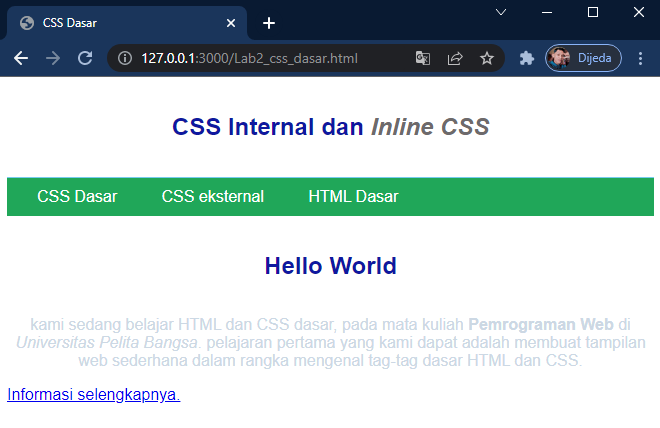 CSS Dasar
127.0.0.1:3000/Lab2_css_dasar.html
Dijeda
CSS Internal dan Inline CSS
CSS Dasar CSS eksternal HTML Dasar
Hello World
kami sedang belajar HTML dan CSS dasar, pada mata kuliah Pemrograman Web di
Universitas Pelita Bangsa. pelajaran pertama yang kami dapat adalah membuat tampilan
web sederhana dalam rangka mengenal tag-tag dasar HTML dan CSS.
Informasi selengkapnya.